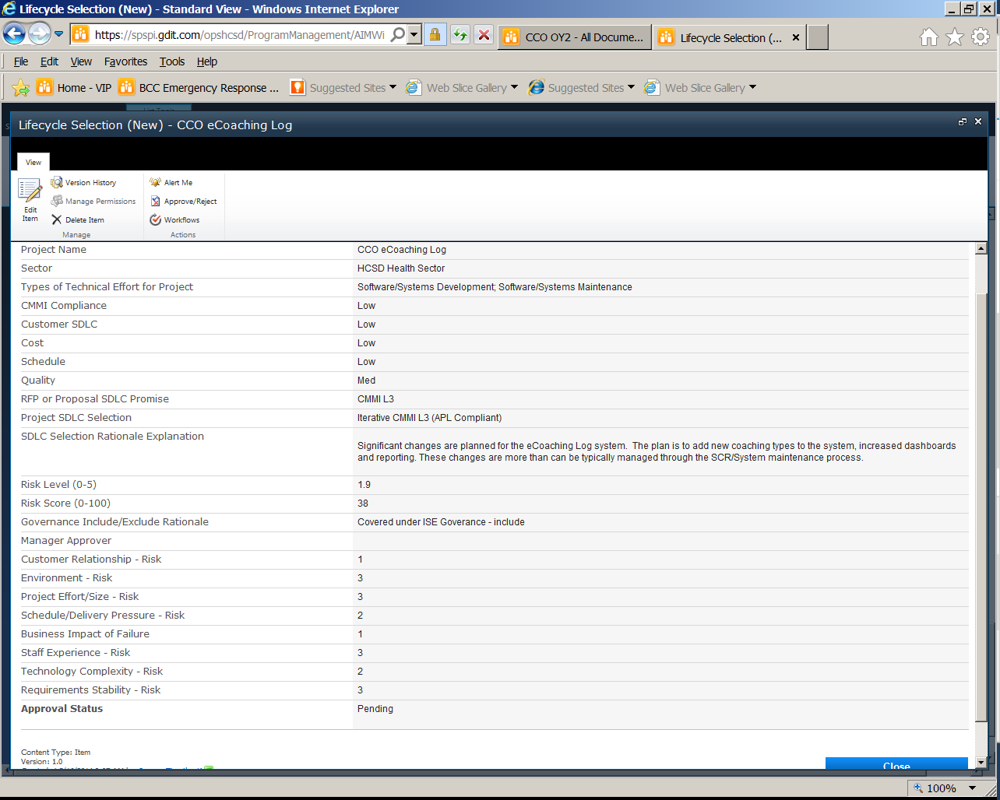 Lifecycle Selection (New) - Standard View - Windows Internet Explorer
https://spspi.gdit.com/opshcsd/ProgramManagement/AIMWi
CCO OY2 - All Docume...
Lifecycle Selection (...
File Edit View Favorites Tools Help
Home - VIP BCC Emergency Response ... Suggested Sites Web Slice Gallery Suggested Sites Web Slice Gallery
Lifecycle Selection (New) - CCO eCoaching Log
View
Edit Item
Version History
Manage Permissions
Delete Item
Manage
Alert Me
Approve/Reject
Workflows
Actions
Project Name CCO eCoaching Log
Sector HCSD Health Sector
Types of Technical Effort for Project Software/Systems Development; Software/Systems Maintenance
CMMI Compliance Low
Customer SDLC Low
Cost Low
Schedule Low
Quality Med
RFP or Proposal SDLC Promise CMMI L3
Project SDLC Selection Iterative CMMI L3 (APL Compliant)
SDLC Selection Rationale Explanation
Significant changes are planned for the eCoaching Log system. The plan is to add new coaching types to the system, increased dashboards
and reporting. These changes are more than can be typically managed through the SCR/System maintenance process.
Risk Level (0-5) 1.9
Risk Score (0-100) 38
Governance Include/Exclude Rationale Covered under ISE Goverance - include
Manager Approver
Customer Relationship - Risk 1
Environment - Risk 3
Project Effort/Size - Risk 3
Schedule/Delivery Pressure - Risk 2
Business Impact of Failure 1
Staff Experience - Risk 3
Technology Complexity - Risk 2
Requirements Stability - Risk 3
Approval Status Pending
Content Type: Item
Version: 1.0
Close
100%